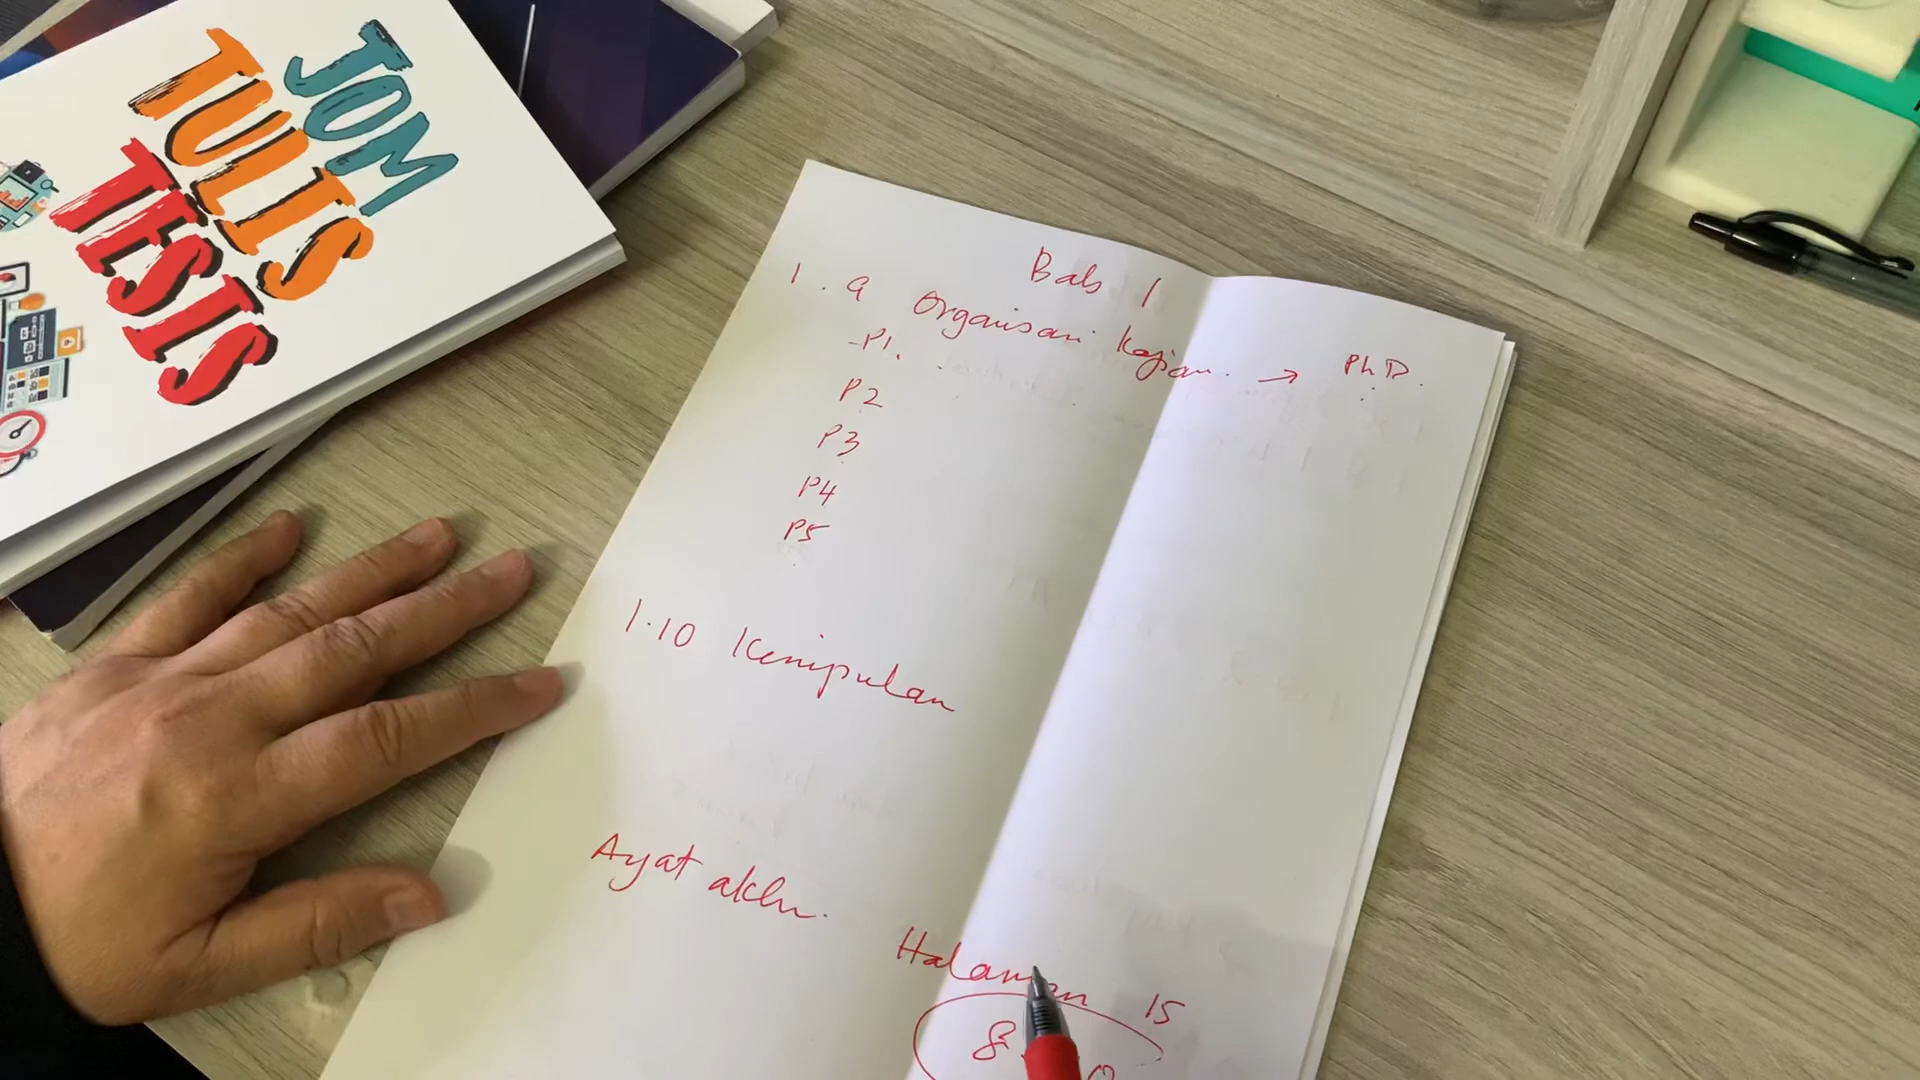 JOM
TULIS
TESIS
Bab 1
1.9 Organisasi Kajian. → PhD.
-P1.
P2
P3
P4
P5
1.10 Kesimpulan
Ayat akhir.
Halaman 15
8